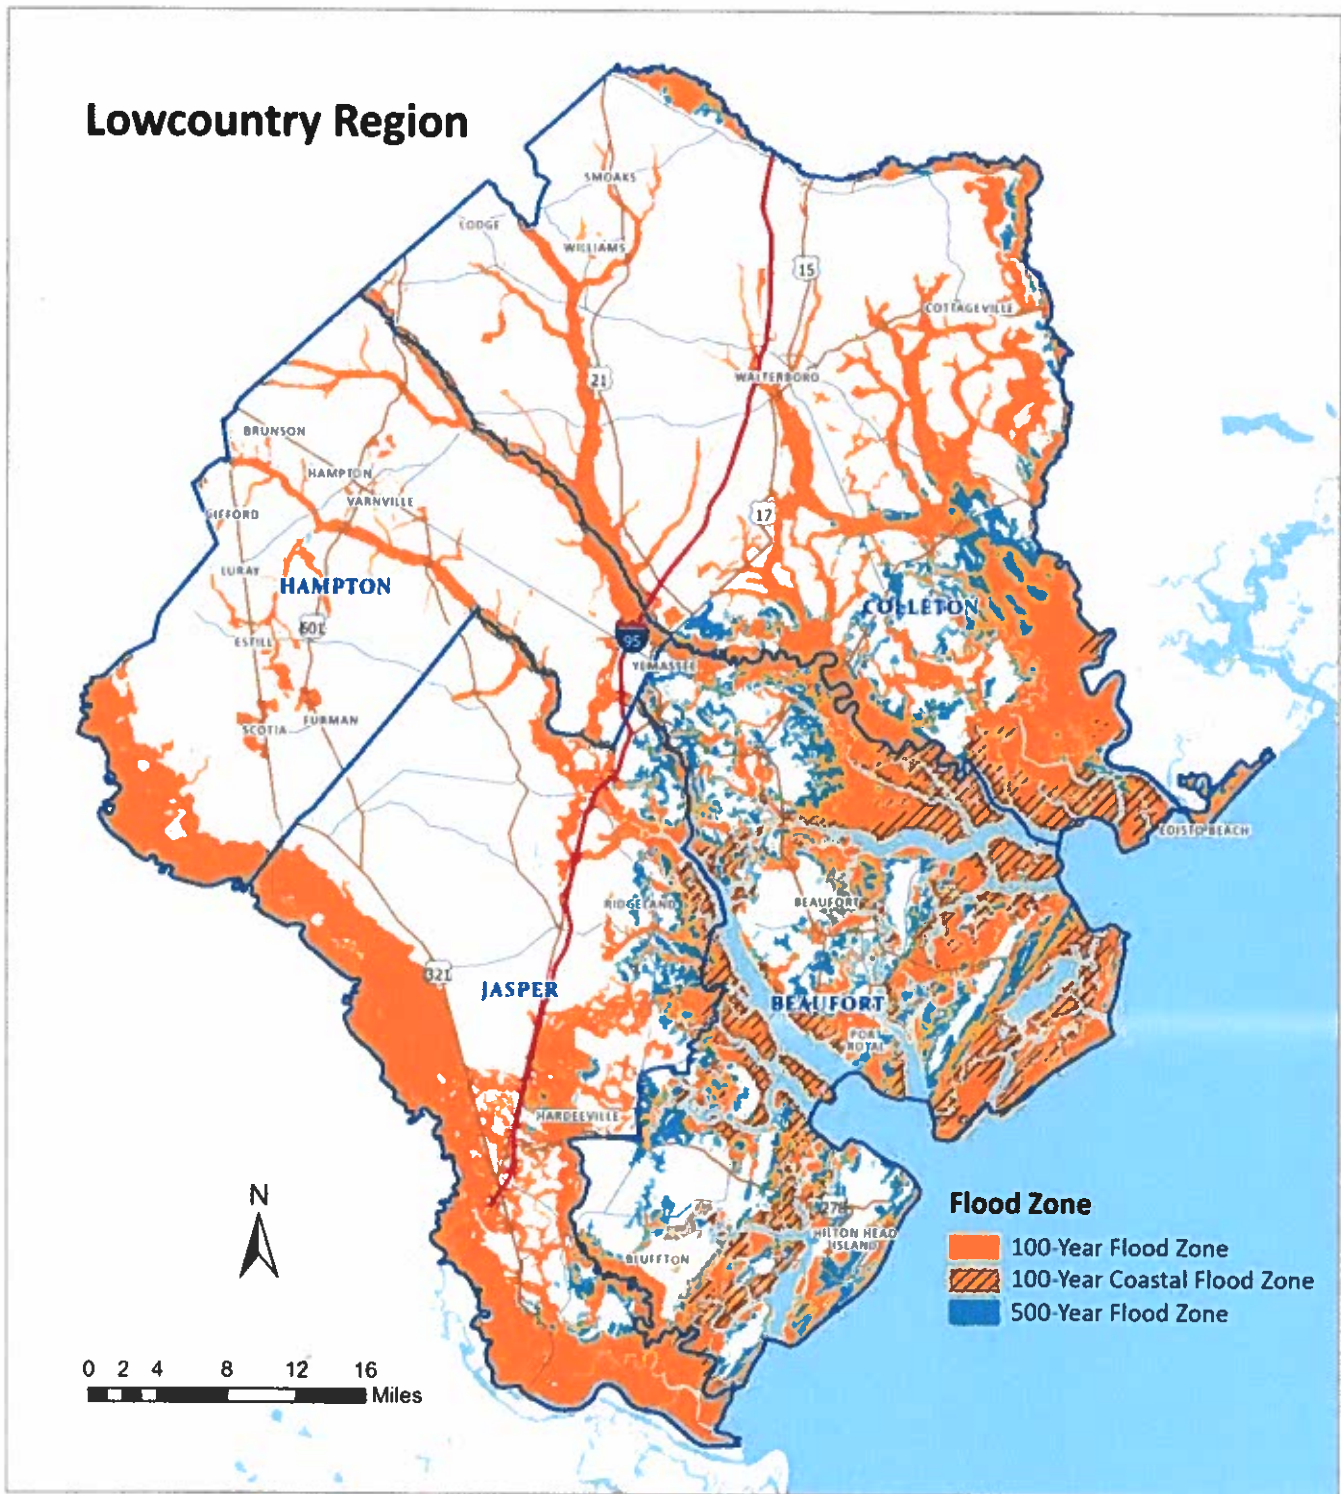 Lowcountry Region
SMOAKS
LODGE
WILLIAMS
15
COTTAGEVILLE
21
WALTERBORO
BRUNSON
HAMPTON
VARNVILLE
GIFFORD
17
LURAY
HAMPTON
COLLETON
601
ESTILL
95
YEMASSEE
SCOTIA
FURMAN
EDISTO BEACH
RIDGELAND
BEAUFORT
321
JASPER
BEAUFORT
PORT
ROYAL
HARDEEVILLE
N
Flood Zone
278
HILTON HEAD
ISLAND
100-Year Flood Zone
BLUFFTON
100-Year Coastal Flood Zone
500-Year Flood Zone
0 2 4 8 12 16
Miles